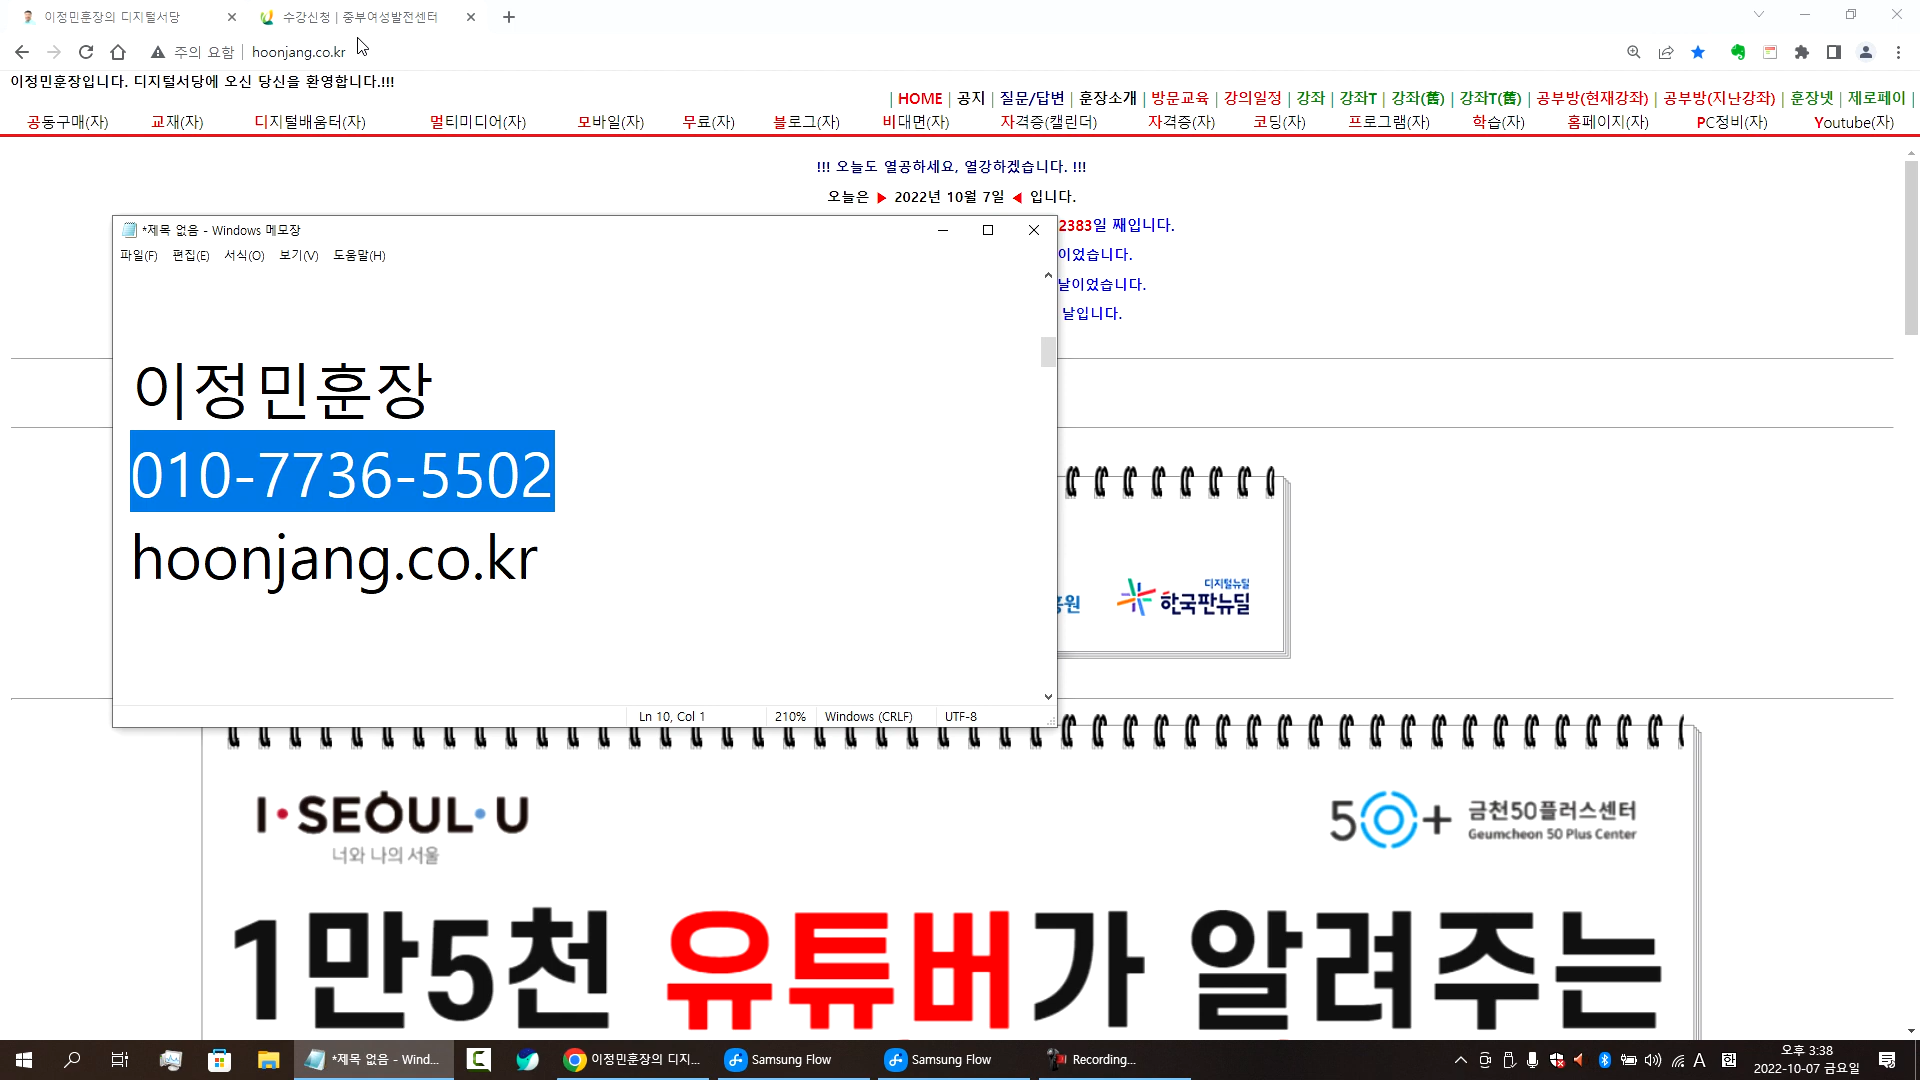 이정민훈장의 디지털서당
수강신청 | 중부여성발전센터
주의 요함 | hoonjang.co.kr
이정민훈장입니다. 디지털서당에 오신 당신을 환영합니다.!!!
| HOME | 공지 | 질문/답변 | 훈장소개 | 방문교육 | 강의일정 | 강좌 | 강좌T | 강좌(舊) | 강좌T(舊) | 공부방(현재강좌) | 공부방(지난강좌) | 훈장넷 | 제로페이 |
공동구매(자) 교재(자) 디지털배움터(자) 멀티미디어(자) 모바일(자) 무료(자) 블로그(자) 비대면(자) 자격증(캘린더) 자격증(자) 코딩(자) 프로그램(자) 학습(자) 홈페이지(자) PC정비(자) Youtube(자)
!!! 오늘도 열공하세요, 열강하겠습니다. !!!
오늘은 ▶ 2022년 10월 7일 ◀ 입니다.
2383일 째입니다.
이었습니다.
날이었습니다.
날입니다.
*제목 없음 - Windows 메모장
파일(F) 편집(E) 서식(O) 보기(V) 도움말(H)
이정민훈장
010-7736-5502
hoonjang.co.kr
Ln 10, Col 1 210% Windows (CRLF) UTF-8
디지털뉴딜
한국판뉴딜
I·SEOUL·U
너와 나의 서울
50+ 금천50플러스센터
Geumcheon 50 Plus Center
1만5천 유튜버가 알려주는
*제목 없음 - Wind...
이정민훈장의 디지...
Samsung Flow
Samsung Flow
Recording...
A 한
오후 3:38
2022-10-07 금요일